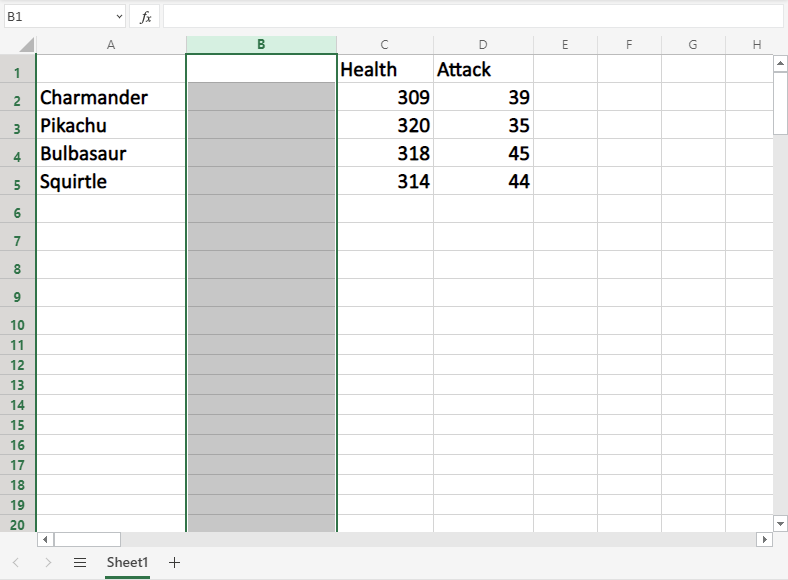 B1 fx
A B C D E F G H
1 Health Attack
2 Charmander 309 39
3 Pikachu 320 35
4 Bulbasaur 318 45
5 Squirtle 314 44
6
7
8
9
10
11
12
13
14
15
16
17
18
19
20
Sheet1